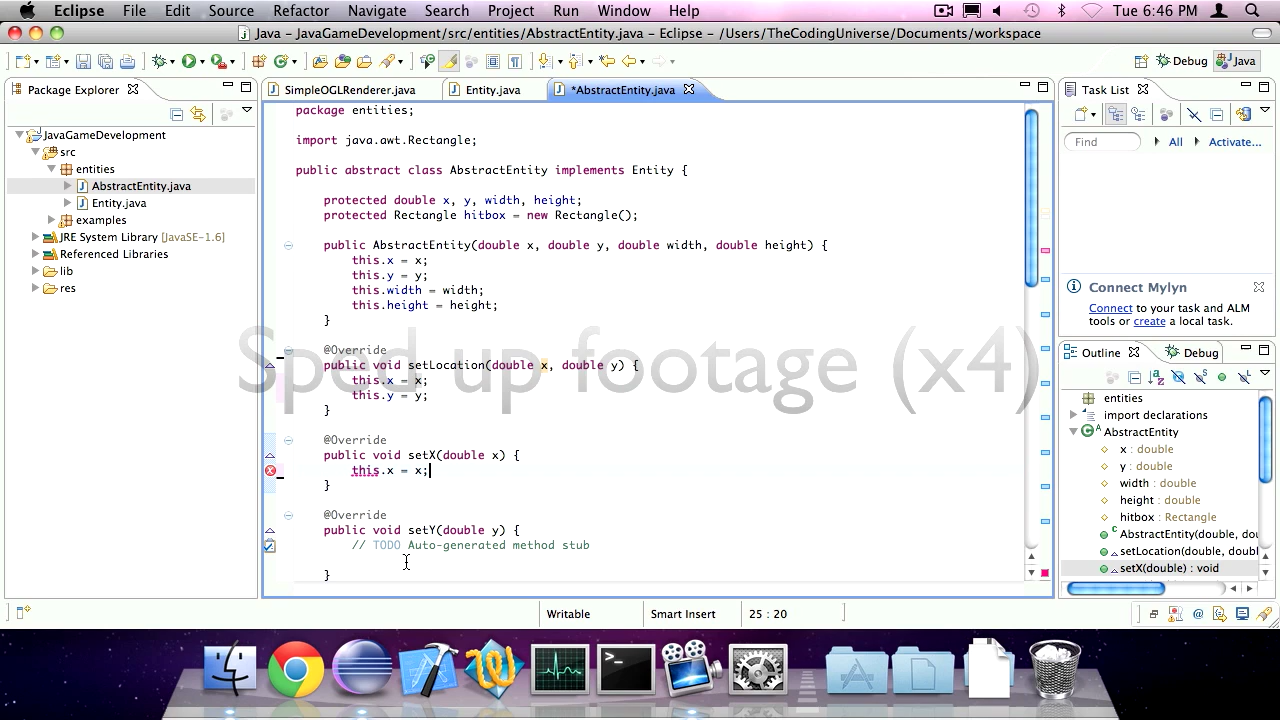 Eclipse File Edit Source Refactor Navigate Search Project Run Window Help Tue 6:46 PM
Java – JavaGameDevelopment/src/entities/AbstractEntity.java – Eclipse – /Users/TheCodingUniverse/Documents/workspace
Debug Java
Package Explorer
SimpleOGLRenderer.java Entity.java *AbstractEntity.java
Task List
JavaGameDevelopment
src
entities
AbstractEntity.java
Entity.java
examples
JRE System Library [JavaSE-1.6]
Referenced Libraries
lib
res
package entities;
import java.awt.Rectangle;
public abstract class AbstractEntity implements Entity {
protected double x, y, width, height;
protected Rectangle hitbox = new Rectangle();
public AbstractEntity(double x, double y, double width, double height) {
this.x = x;
this.y = y;
this.width = width;
this.height = height;
}
@Override
public void setLocation(double x, double y) {
this.x = x;
this.y = y;
}
@Override
public void setX(double x) {
this.x = x;
}
@Override
public void setY(double y) {
// TODO Auto-generated method stub
}
Sped up footage (x4)
Find All Activate...
Connect Mylyn
Connect to your task and ALM
tools or create a local task.
Outline Debug
entities
import declarations
AbstractEntity
x : double
y : double
width : double
height : double
hitbox : Rectangle
AbstractEntity(double, dou
setLocation(double, doubl
setX(double) : void
Writable Smart Insert 25 : 20